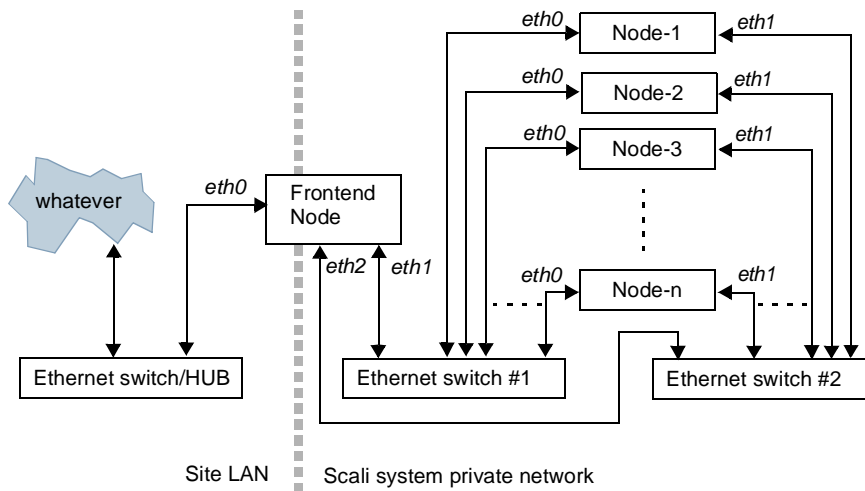 eth0
Node-1
eth1
eth0
Node-2
eth1
eth0
Node-3
eth1
whatever
eth0
Frontend
Node
eth2
eth1
eth0
Node-n
eth1
Ethernet switch/HUB
Ethernet switch #1
Ethernet switch #2
Site LAN
Scali system private network